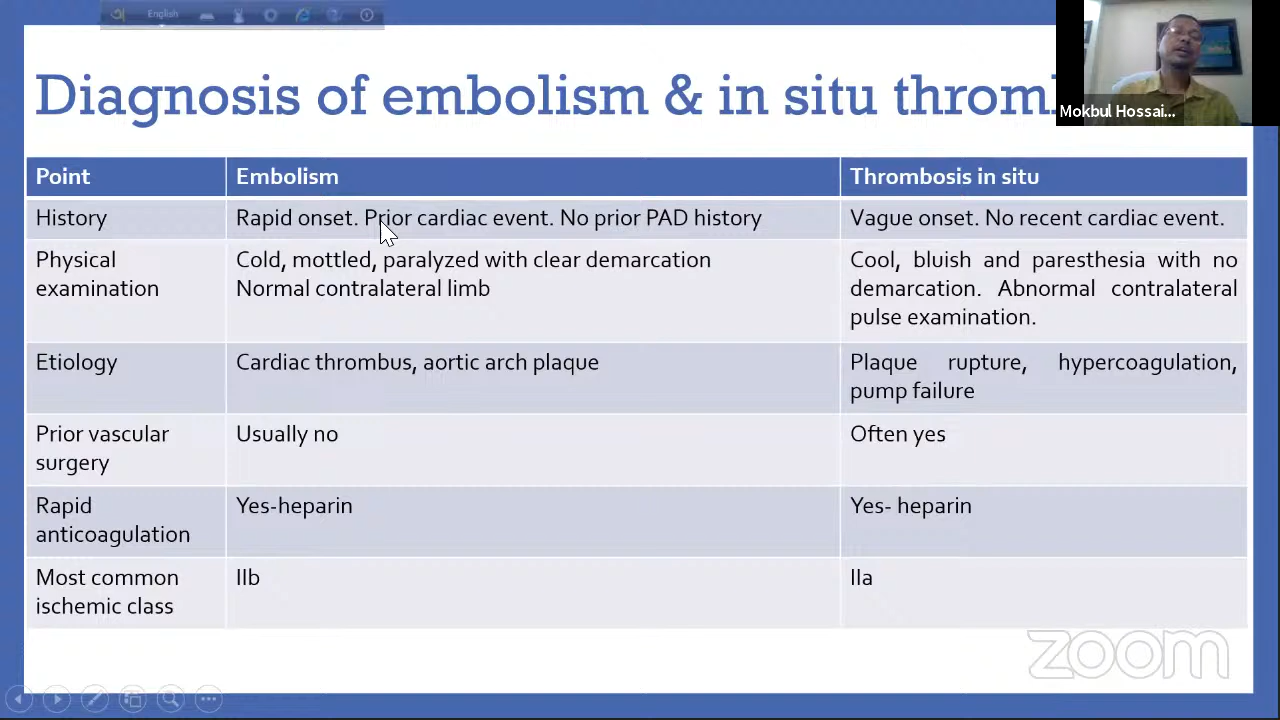 English
Diagnosis of embolism & in situ
Mokbul Hossai...
Point Embolism Thrombosis in situ
History Rapid onset. Prior cardiac event. No prior PAD history Vague onset. No recent cardiac event.
Physical Cold, mottled, paralyzed with clear demarcation Cool, bluish and paresthesia with no
examination Normal contralateral limb demarcation. Abnormal contralateral
pulse examination.
Etiology Cardiac thrombus, aortic arch plaque Plaque rupture, hypercoagulation,
pump failure
Prior vascular Usually no Often yes
surgery
Rapid Yes-heparin Yes- heparin
anticoagulation
Most common IIb IIa
ischemic class
zoom